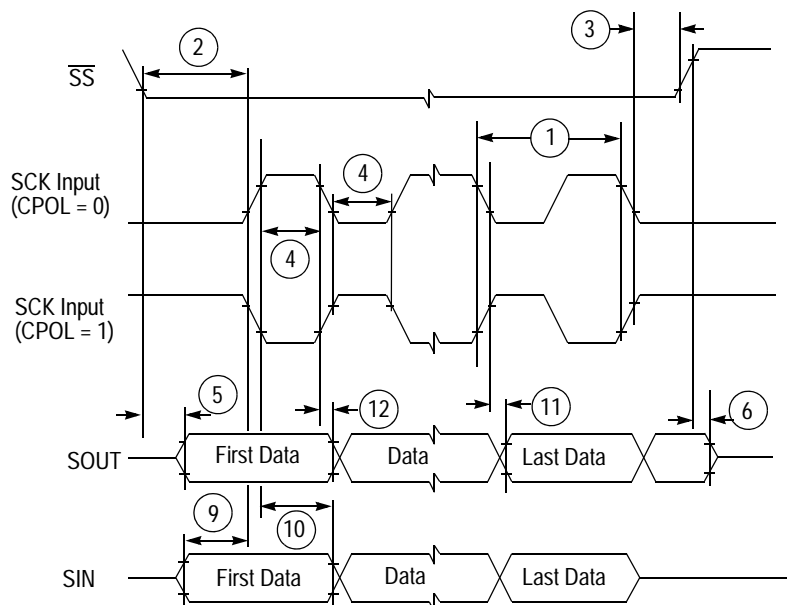 2
3
SS
1
SCK Input
(CPOL = 0)
4
4
SCK Input
(CPOL = 1)
5
12
11
6
SOUT
First Data
Data
Last Data
9
10
SIN
First Data
Data
Last Data